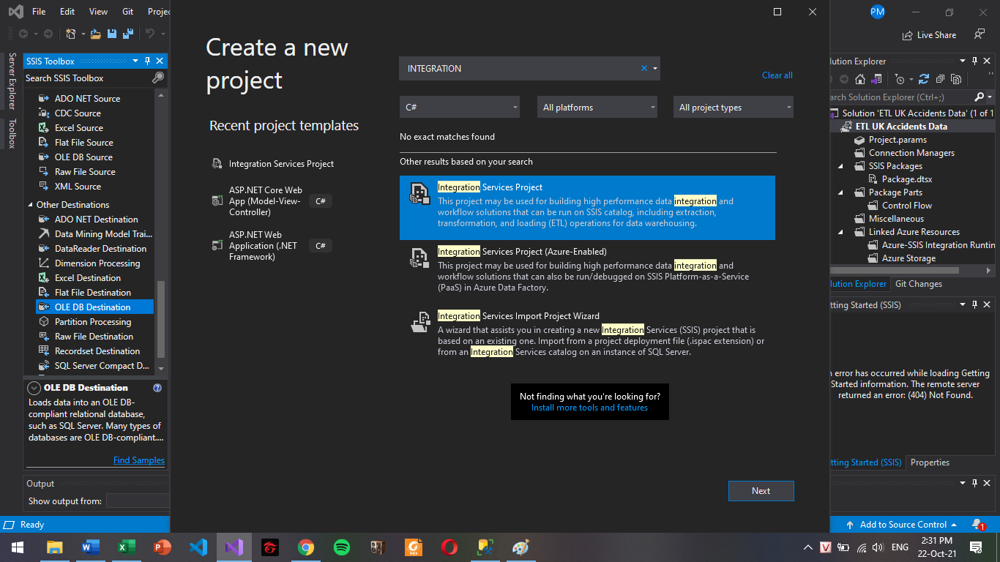 File Edit View Git Projec
PM
Live Share
Server Explorer
Toolbox
SSIS Toolbox
Search SSIS Toolbox
ADO NET Source
CDC Source
Excel Source
Flat File Source
OLE DB Source
Raw File Source
XML Source
Other Destinations
ADO NET Destination
Data Mining Model Trai...
DataReader Destination
Dimension Processing
Excel Destination
Flat File Destination
OLE DB Destination
Partition Processing
Raw File Destination
Recordset Destination
SQL Server Compact D...
OLE DB Destination
Loads data into an OLE DB-
compliant relational database,
such as SQL Server. Many types of
databases are OLE DB-compliant....
Find Samples
Output
Show output from:
Ready
Create a new
project
Recent project templates
Integration Services Project
ASP.NET Core Web
App (Model-View-
Controller)
C#
ASP.NET Web
Application (.NET
Framework)
C#
INTEGRATION
Clear all
C#
All platforms
All project types
No exact matches found
Other results based on your search
Integration Services Project
This project may be used for building high performance data integration and
workflow solutions that can be run on SSIS catalog, including extraction,
transformation, and loading (ETL) operations for data warehousing.
Integration Services Project (Azure-Enabled)
This project may be used for building high performance data integration and
workflow solutions that can also be run/debugged on SSIS Platform-as-a-Service
(PaaS) in Azure Data Factory.
Integration Services Import Project Wizard
A wizard that assists you in creating a new Integration Services (SSIS) project that is
based on an existing one. Import from a project deployment file (.ispac extension) or
from an Integration Services catalog on an instance of SQL Server.
Not finding what you're looking for?
Install more tools and features
Next
lution Explorer
arch Solution Explorer (Ctrl+;)
Solution 'ETL UK Accidents Data' (1 of 1
ETL UK Accidents Data
Project.params
Connection Managers
SSIS Packages
Package.dtsx
Package Parts
Control Flow
Miscellaneous
Linked Azure Resources
Azure-SSIS Integration Runtin
Azure Storage
lution Explorer
Git Changes
tting Started (SSIS)
n error has occurred while loading Getting
Started information. The remote server
returned an error: (404) Not Found.
tting Started (SSIS)
Properties
Add to Source Control
1
ENG
2:31 PM
22-Oct-21